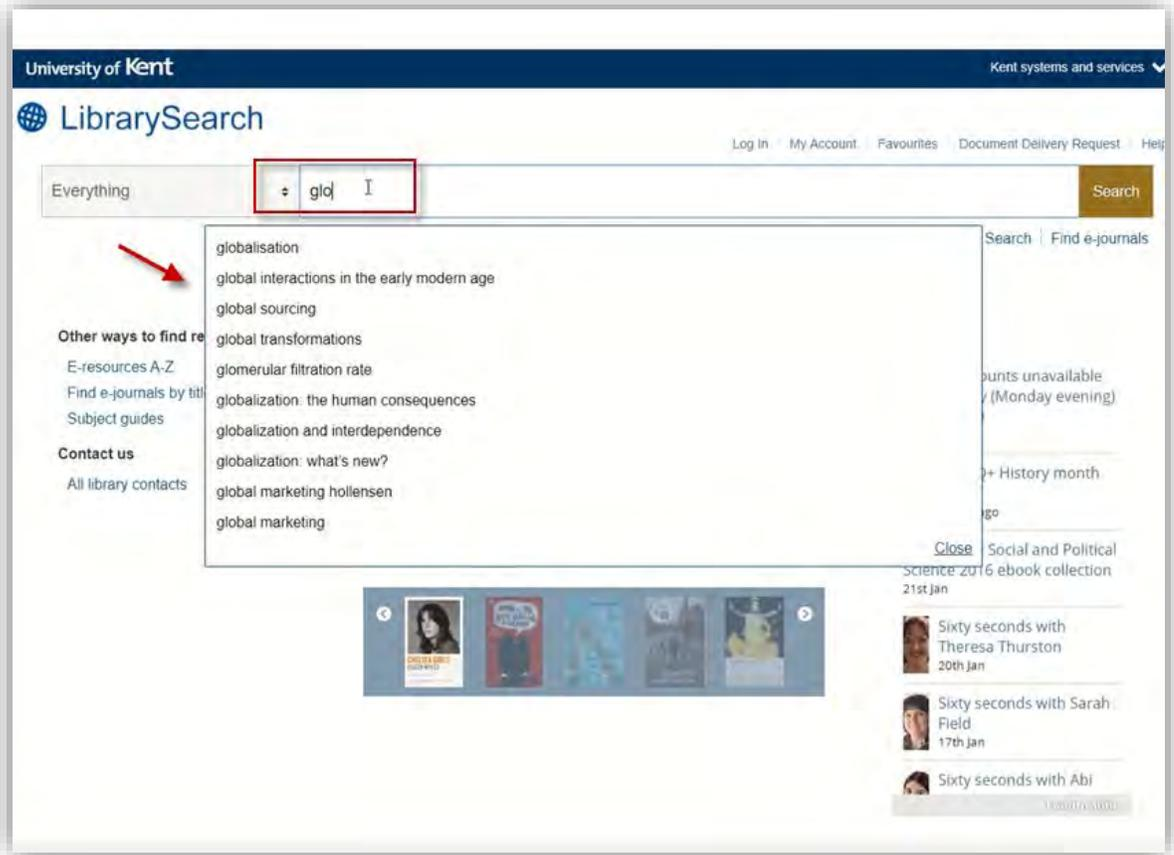 University of Kent
Kent systems and services
LibrarySearch
Log In My Account Favourites Document Delivery Request Help
Everything
glo
Search
Search Find e-journals
globalisation
global interactions in the early modern age
global sourcing
global transformations
glomerular filtration rate
globalization: the human consequences
globalization and interdependence
globalization: what's new?
global marketing hollensen
global marketing
Close
Other ways to find re
E-resources A-Z
Find e-journals by titl
Subject guides
Contact us
All library contacts
ounts unavailable
(Monday evening)
+ History month
go
Social and Political
Science 2016 ebook collection
21st Jan
CHELSEA GIRLS
Sixty seconds with
Theresa Thurston
20th Jan
Sixty seconds with Sarah
Field
17th Jan
Sixty seconds with Abi